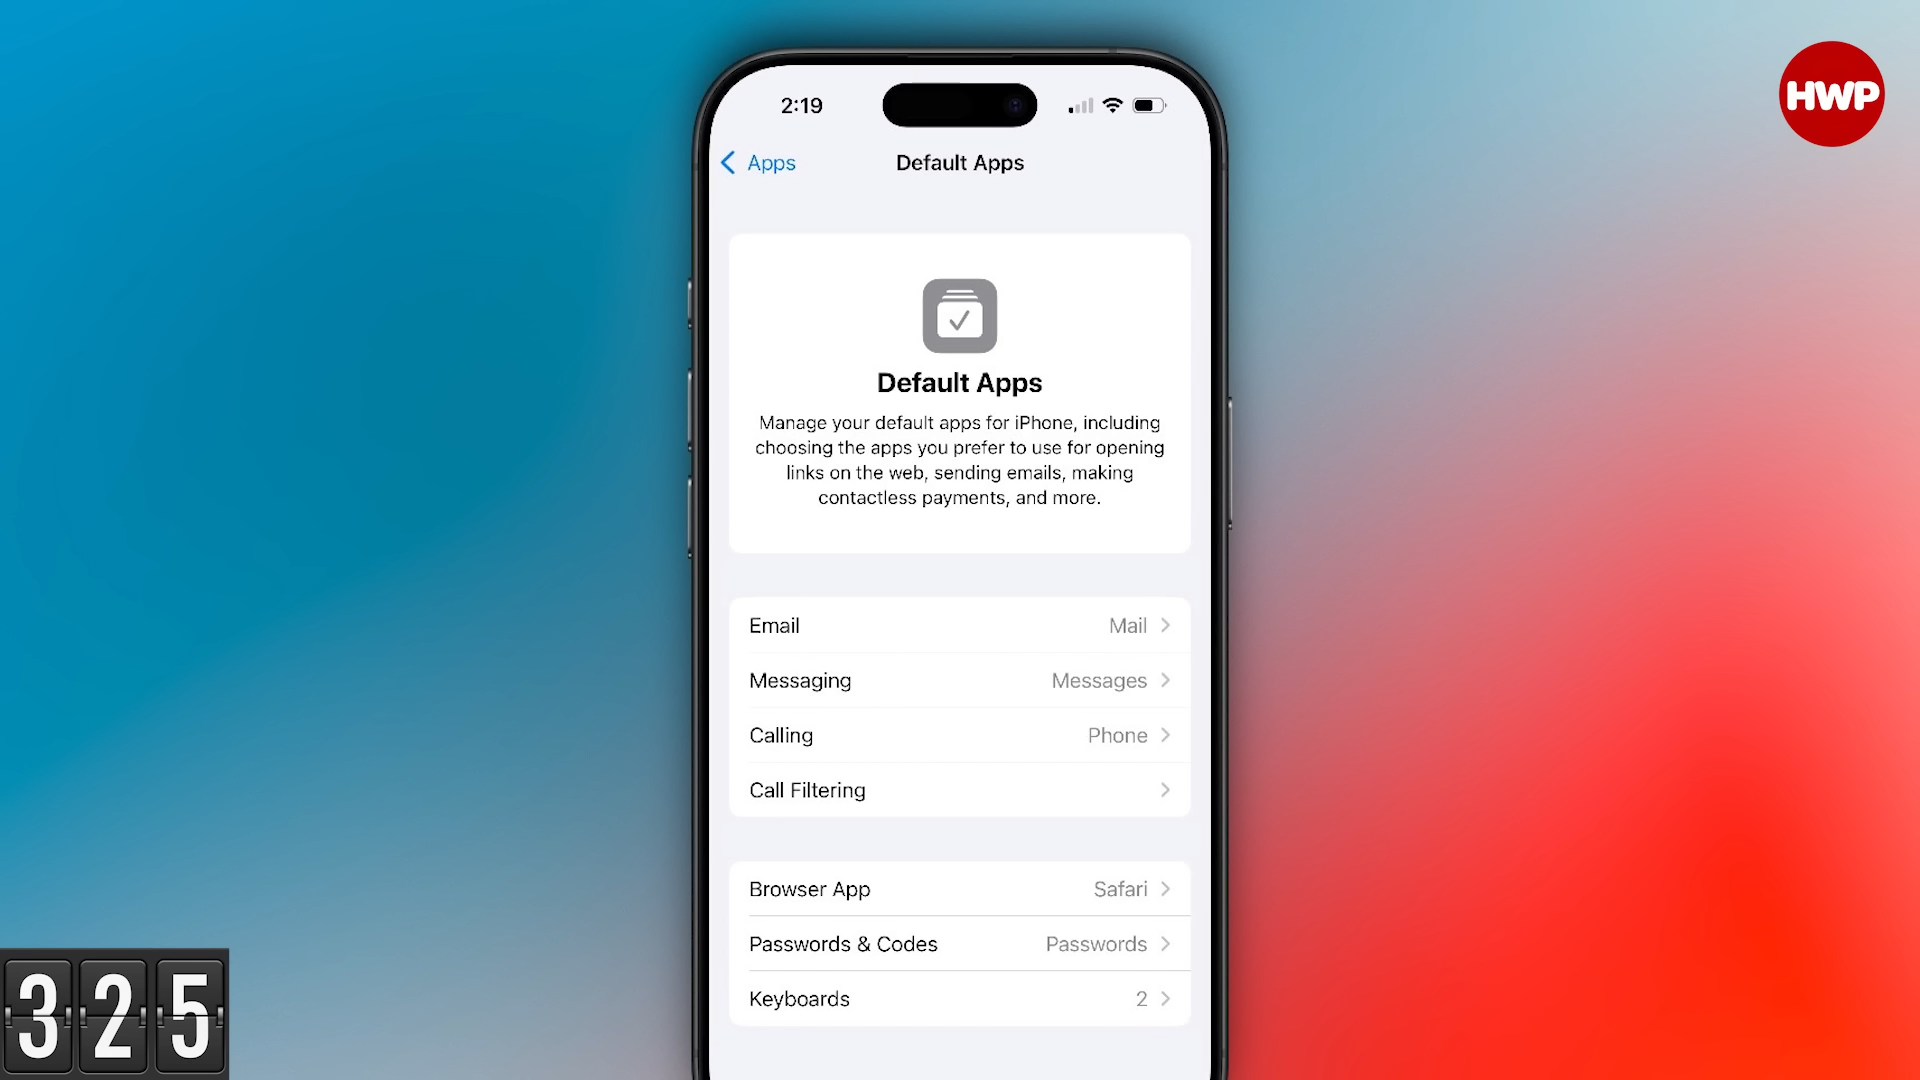 HWP
2:19
Apps
Default Apps
Default Apps
Manage your default apps for iPhone, including
choosing the apps you prefer to use for opening
links on the web, sending emails, making
contactless payments, and more.
Email Mail
Messaging Messages
Calling Phone
Call Filtering
Browser App Safari
Passwords & Codes Passwords
Keyboards 2
325